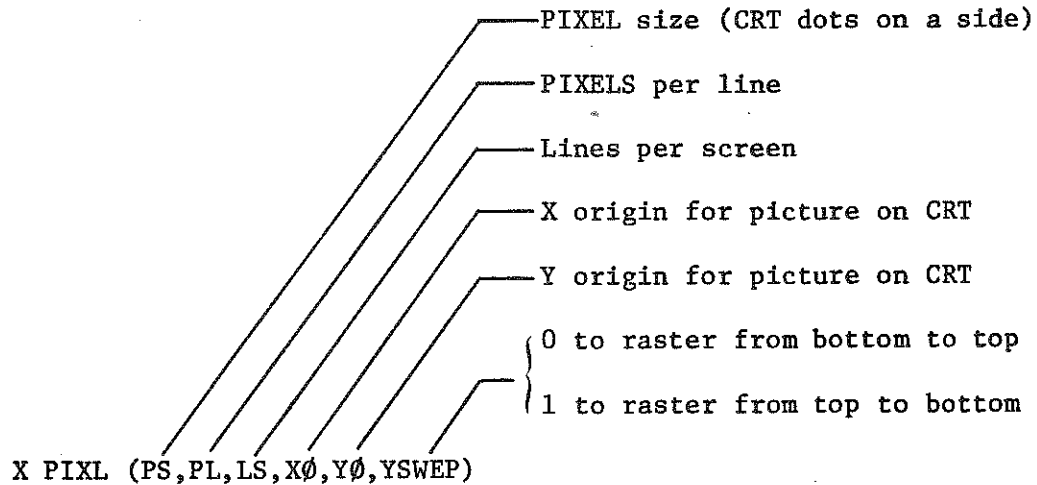 PIXEL size (CRT dots on a side)
PIXELS per line
Lines per screen
X origin for picture on CRT
Y origin for picture on CRT
0 to raster from bottom to top
1 to raster from top to bottom
X PIXL (PS,PL,LS,XØ,YØ,YSWEP)